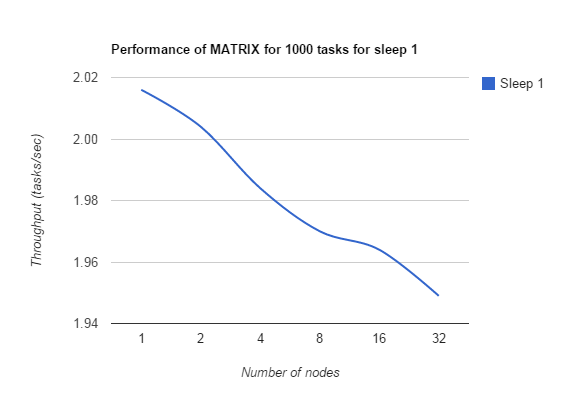 Performance of MATRIX for 1000 tasks for sleep 1
Sleep 1
Throughput (tasks/sec)
2.02
2.00
1.98
1.96
1.94
1 2 4 8 16 32
Number of nodes